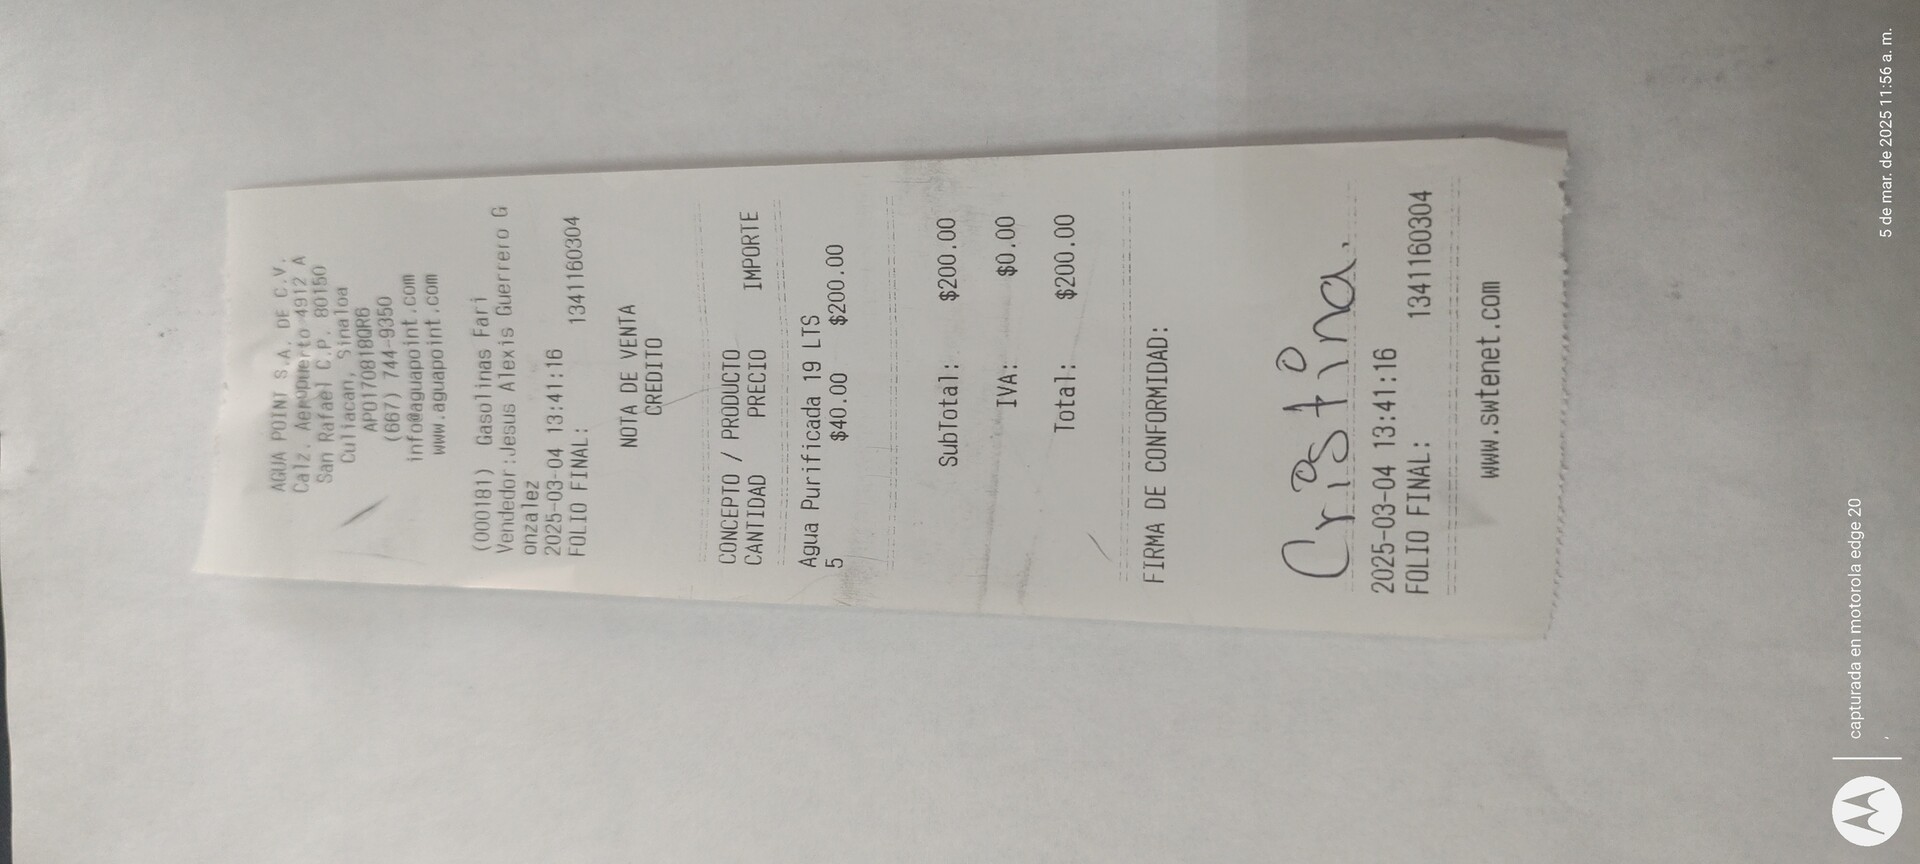 AGUA POINT S.A. DE C.V.
Calz. Aeropuerto 4912 A
San Rafael C.P. 80150
Culiacan, Sinaloa
APO170818QR6
(667) 744-9350
info@aguapoint.com
www.aguapoint.com
(000181) Gasolinas Fari
Vendedor:Jesus Alexis Guerrero G
onzalez
2025-03-04 13:41:16
FOLIO FINAL: 1341160304
NOTA DE VENTA
CREDITO
CONCEPTO / PRODUCTO
CANTIDAD PRECIO IMPORTE
Agua Purificada 19 LTS
5 $40.00 $200.00
SubTotal: $200.00
IVA: $0.00
Total: $200.00
FIRMA DE CONFORMIDAD:
Cristina.
2025-03-04 13:41:16
FOLIO FINAL: 1341160304
www.swtenet.com
capturada en motorola edge 20
,
5 de mar. de 2025 11:56 a. m.